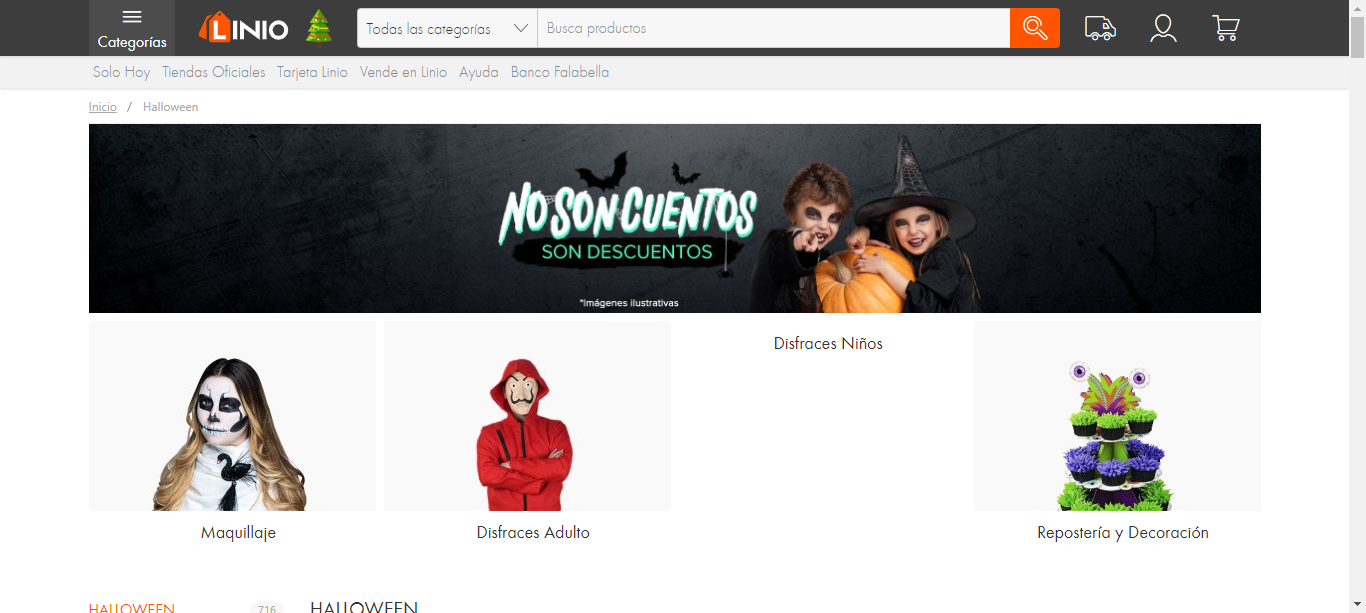 Categorías
LINIO
Todas las categorías
Busca productos
Solo Hoy Tiendas Oficiales Tarjeta Linio Vende en Linio Ayuda Banco Falabella
Inicio / Halloween
NO SON CUENTOS
SON DESCUENTOS
*Imágenes ilustrativas
Maquillaje
Disfraces Adulto
Disfraces Niños
Repostería y Decoración
HALLOWEEN 716
HALLOWEEN